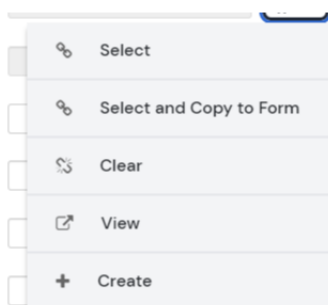 Select
Select and Copy to Form
Clear
View
Create